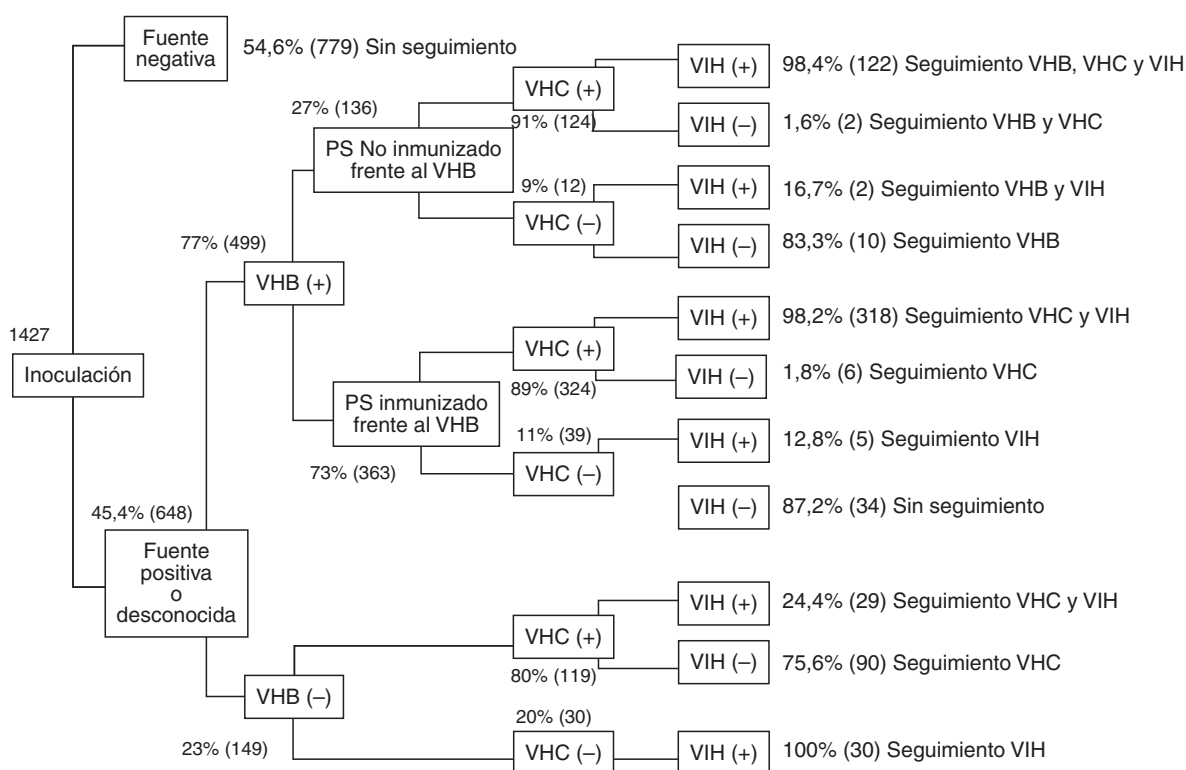 Fuente
negativa
54,6% (779) Sin seguimiento
VIH (+)
98,4% (122) Seguimiento VHB, VHC y VIH
VHC (+)
27% (136)
91% (124)
VIH (–)
1,6% (2) Seguimiento VHB y VHC
PS No inmunizado
frente al VHB
9% (12)
VIH (+)
16,7% (2) Seguimiento VHB y VIH
VHC (–)
77% (499)
VIH (–)
83,3% (10) Seguimiento VHB
VHB (+)
VIH (+)
98,2% (318) Seguimiento VHC y VIH
1427
VHC (+)
Inoculación
VIH (–)
1,8% (6) Seguimiento VHC
89% (324)
PS inmunizado
frente al VHB
11% (39)
VIH (+)
12,8% (5) Seguimiento VIH
73% (363)
VHC (–)
VIH (–)
87,2% (34) Sin seguimiento
45,4% (648)
Fuente
positiva
o
desconocida
VIH (+)
24,4% (29) Seguimiento VHC y VIH
VHC (+)
VIH (–)
75,6% (90) Seguimiento VHC
80% (119)
VHB (–)
20% (30)
23% (149)
VHC (–)
VIH (+)
100% (30) Seguimiento VIH